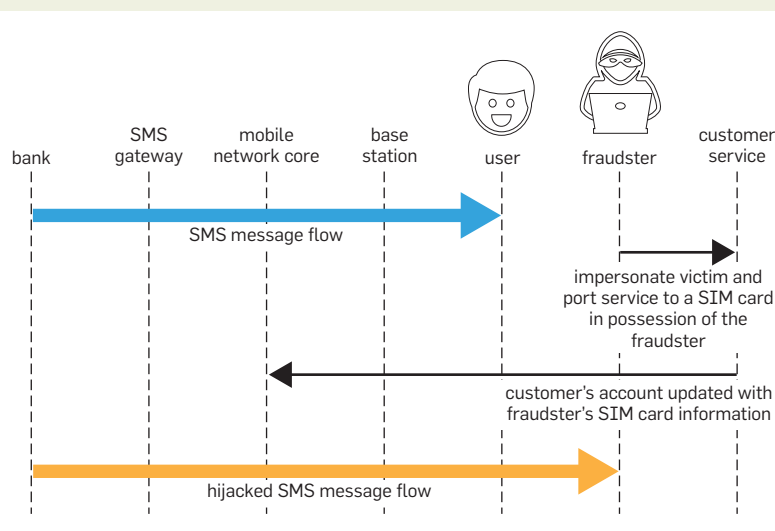 bank
SMS
gateway
mobile
network core
base
station
user
fraudster
customer
service
SMS message flow
impersonate victim and
port service to a SIM card
in possession of the
fraudster
customer's account updated with
fraudster's SIM card information
hijacked SMS message flow